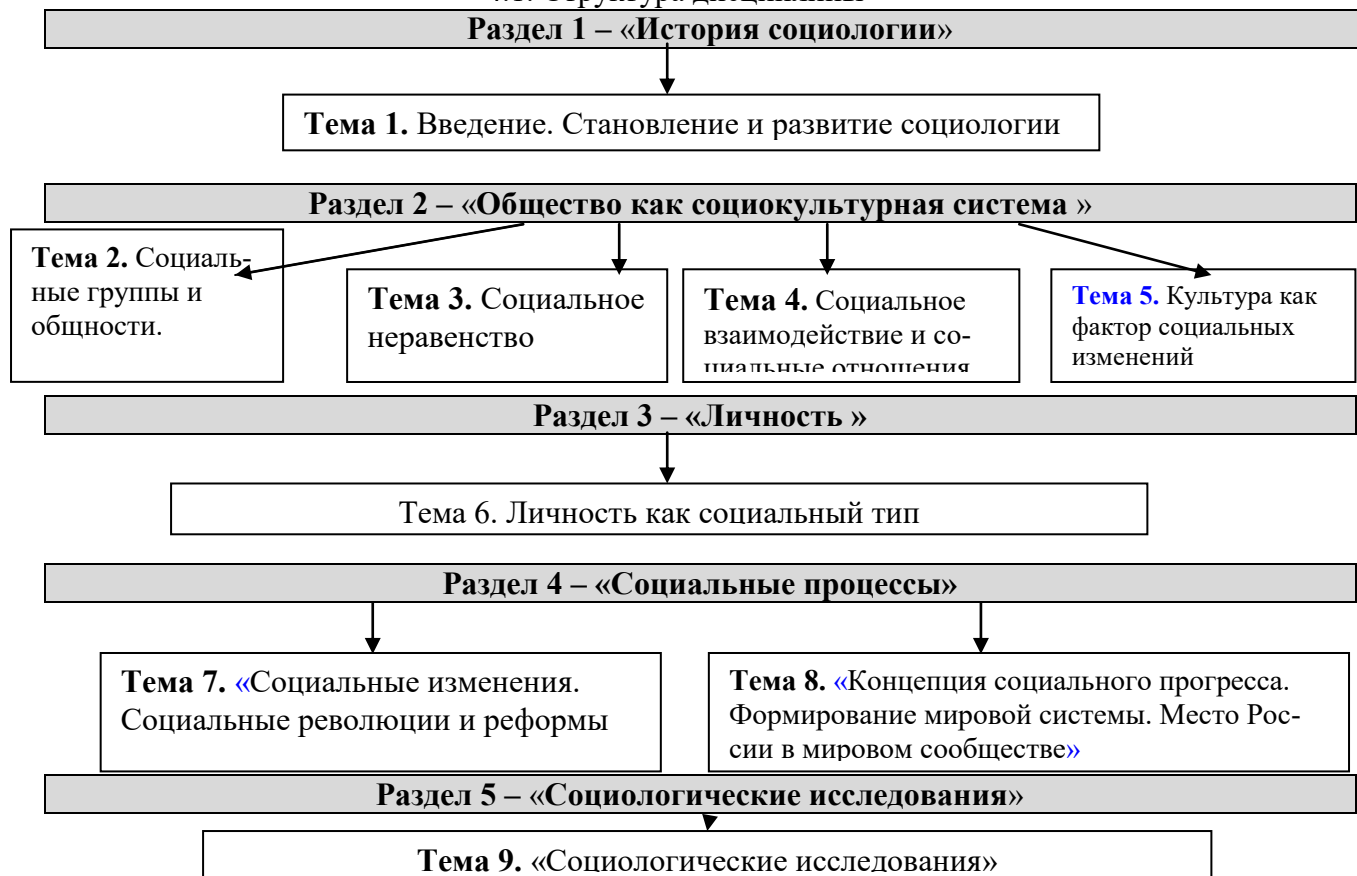 Раздел 1 – «История социологии»
Тема 1. Введение. Становление и развитие социологии
Раздел 2 – «Общество как социокультурная система »
Тема 2. Социаль-
ные группы и
общности.
Тема 3. Социальное
неравенство
Тема 4. Социальное
взаимодействие и со-
циальные отношения
Тема 5. Культура как
фактор социальных
изменений
Раздел 3 – «Личность »
Тема 6. Личность как социальный тип
Раздел 4 – «Социальные процессы»
Тема 7. «Социальные изменения.
Социальные революции и реформы
Тема 8. «Концепция социального прогресса.
Формирование мировой системы. Место Рос-
сии в мировом сообществе»
Раздел 5 – «Социологические исследования»
Тема 9. «Социологические исследования»